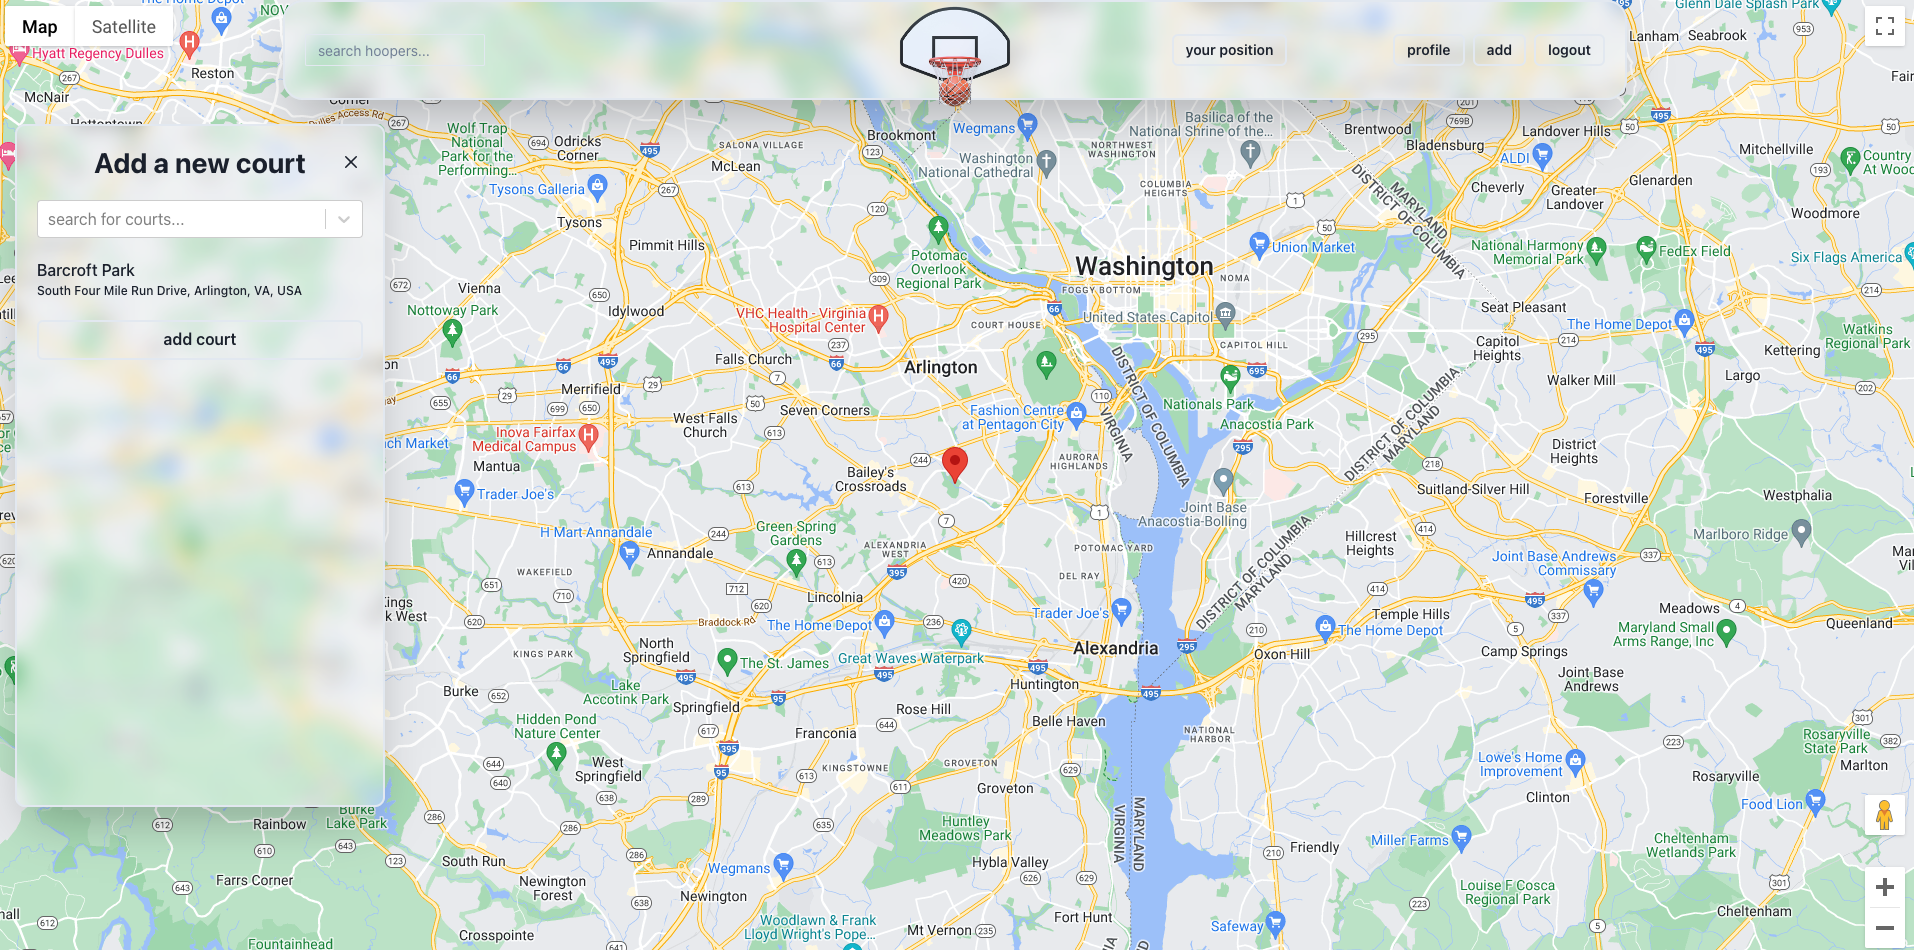 Map
Satellite
search hoopers...
your position
profile
add
logout
Add a new court
search for courts...
Barcroft Park
South Four Mile Run Drive, Arlington, VA, USA
add court
Glenn Dale Splash Park
Hyatt Regency Dulles
Reston
McNair
Lanham
Seabrook
Dulles Access Rd
Wolf Trap
National
Park for the
Performing...
Odricks
Corner
SALONA VILLAGE
McLean
Brookmont
Wegmans
Washington
National Cathedral
NORTHWEST
WASHINGTON
Basilica of the
National Shrine of the...
COLUMBIA
HEIGHTS
Brentwood
Bladensburg
Landover Hills
ALDI
Cheverly
Greater
Landover
Glenarden
Mitchellville
Country
At Woo
Woodmore
Tysons Galleria
Tysons
Pimmit Hills
Potomac
Overlook
Regional Park
Washington
FOGGY BOTTOM
NOMA
Union Market
MARYLAND
DISTRICT OF COLUMBIA
National Harmony
Memorial Park
FedEx Field
Six Flags America
Vienna
Nottoway Park
Idylwood
VHC Health - Virginia
Hospital Center
COURT HOUSE
United States Capitol
CAPITOL HILL
Seat Pleasant
The Home Depot
Capitol
Heights
Watkins
Regional Park
Kettering
Largo
Walker Mill
Falls Church
Arlington
Merrifield
Seven Corners
West Falls
Church
Fashion Centre
at Pentagon City
VIRGINIA
DISTRICT OF COLUMBIA
Nationals Park
Anacostia Park
DISTRICT OF COLUMBIA
MARYLAND
District
Heights
Inova Fairfax
Medical Campus
Mantua
Trader Joe's
Bailey's
Crossroads
AURORA
HIGHLANDS
Joint Base
Anacostia-Bolling
Suitland-Silver Hill
Forestville
Westphalia
Marlboro Ridge
H Mart Annandale
Annandale
Green Spring
Gardens
ALEXANDRIA
WEST
POTOMAC YARD
DEL RAY
Hillcrest
Heights
Joint Base Andrews
Commissary
WAKEFIELD
Lincolnia
Braddock Rd
The Home Depot
Trader Joe's
DISTRICT OF COLUMBIA
MARYLAND
Temple Hills
The Home Depot
Meadows
Maryland Small
Arms Range, Inc
Queenland
North
Springfield
KINGS PARK
The St. James
Great Waves Waterpark
Alexandria
Oxon Hill
Camp Springs
Joint Base
Andrews
Burke
Lake
Accotink Park
Springfield
Huntington
Rose Hill
Belle Haven
NATIONAL
HARBOR
Hidden Pond
Nature Center
Franconia
West
Springfield
KINGSTOWNE
GROVETON
Groveton
Rosaryville
State Park
Marlton
Lowe's Home
Improvement
Rosaryville
Clinton
Food Lion
Burke
Lake Park
Rainbow
Huntley
Meadows Park
VIRGINIA
MARYLAND
Miller Farms
Friendly
Cheltenham
Wetlands Park
South Run
Farrs Corner
Newington
Forest
Wegmans
Newington
Hybla Valley
Louise F Cosca
Regional Park
Cheltenham
Fort Hunt
Safeway
Crosspointe
Woodlawn & Frank
Lloyd Wright's Pope...
Mt Vernon
Fountainhead